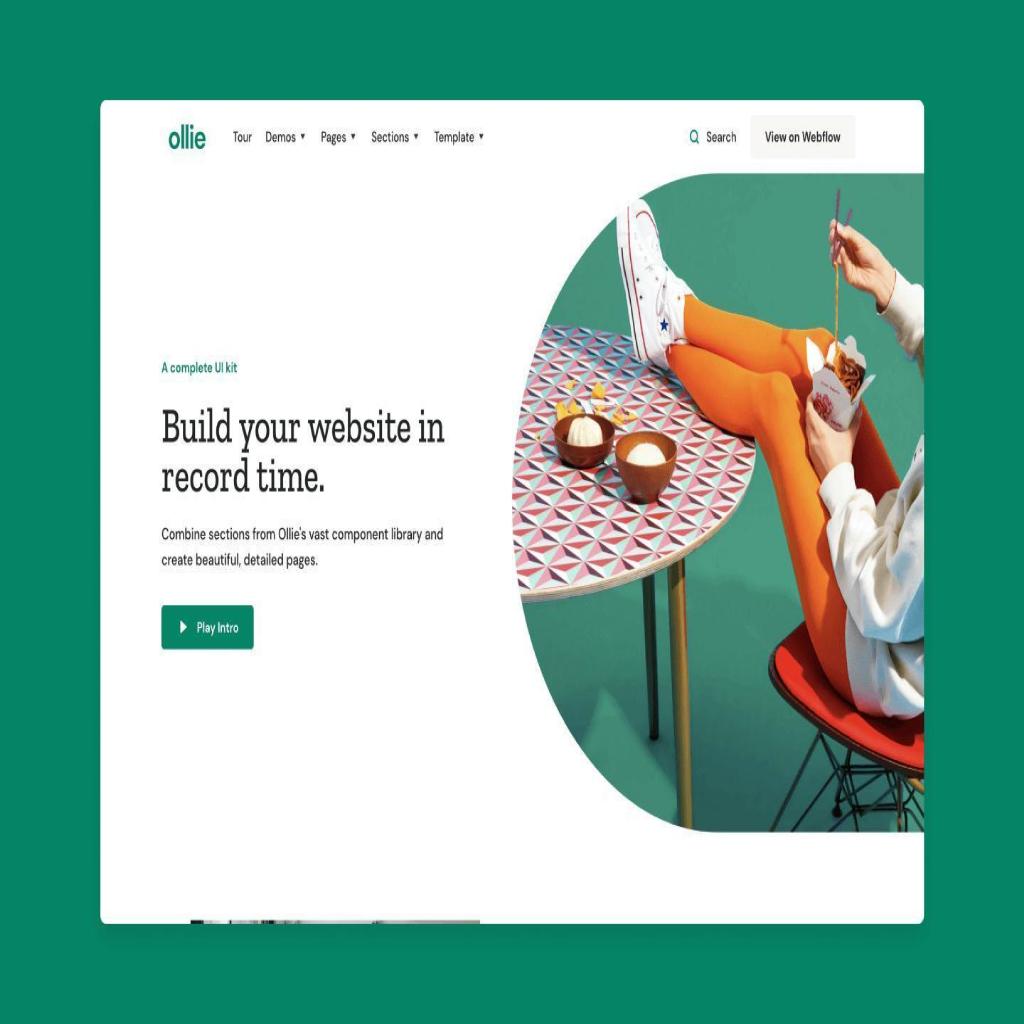 ollie
Tour
Demos
Pages
Sections
Template
Search
View on Webflow
A complete UI kit
Build your website in
record time.
Combine sections from Ollie's vast component library and
create beautiful, detailed pages.
Play Intro